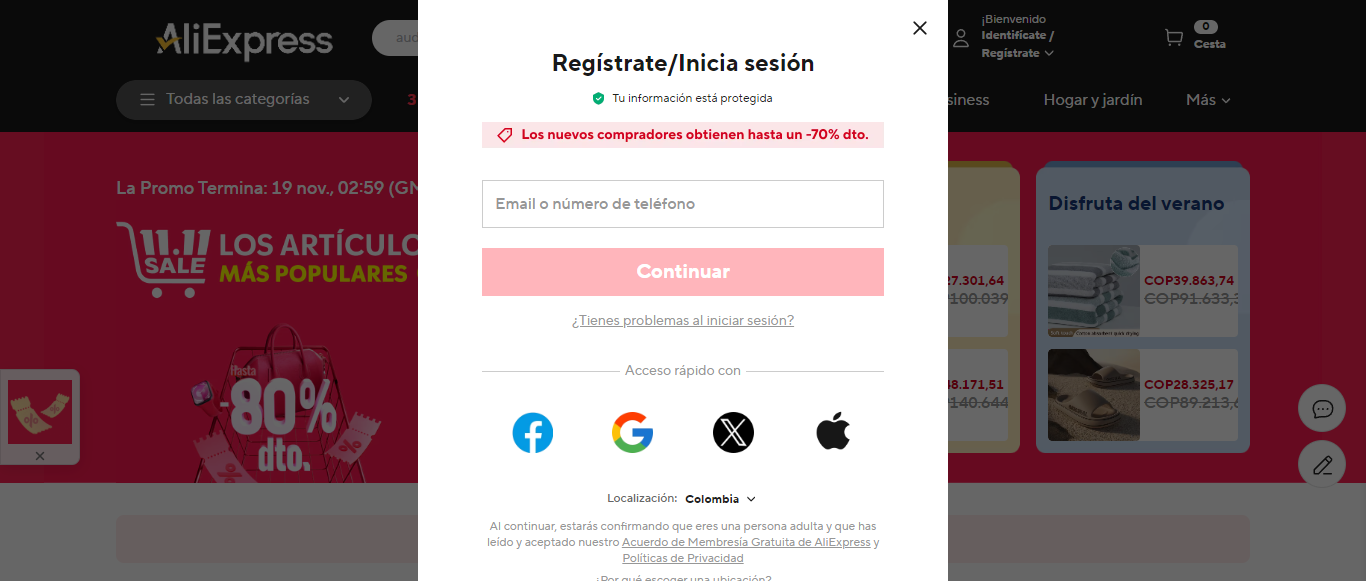 AliExpress
aud
¡Bienvenido
Identifícate /
Regístrate
0
Cesta
Todas las categorías
3
siness
Hogar y jardín
Más
Regístrate/Inicia sesión
Tu información está protegida
Los nuevos compradores obtienen hasta un -70% dto.
Email o número de teléfono
Continuar
¿Tienes problemas al iniciar sesión?
Acceso rápido con
Localización: Colombia
Al continuar, estarás confirmando que eres una persona adulta y que has
leído y aceptado nuestro Acuerdo de Membresía Gratuita de AliExpress y
Políticas de Privacidad
¿Por qué escoger una ubicación?
La Promo Termina: 19 nov., 02:59 (GM
11.11
SALE
LOS ARTÍCULO
MÁS POPULARES
Hasta
-80%
dto.
27.301,64
100.039
48.171,51
140.644
Disfruta del verano
COP39.863,74
COP91.633,3
COP28.325,17
COP89.213,6